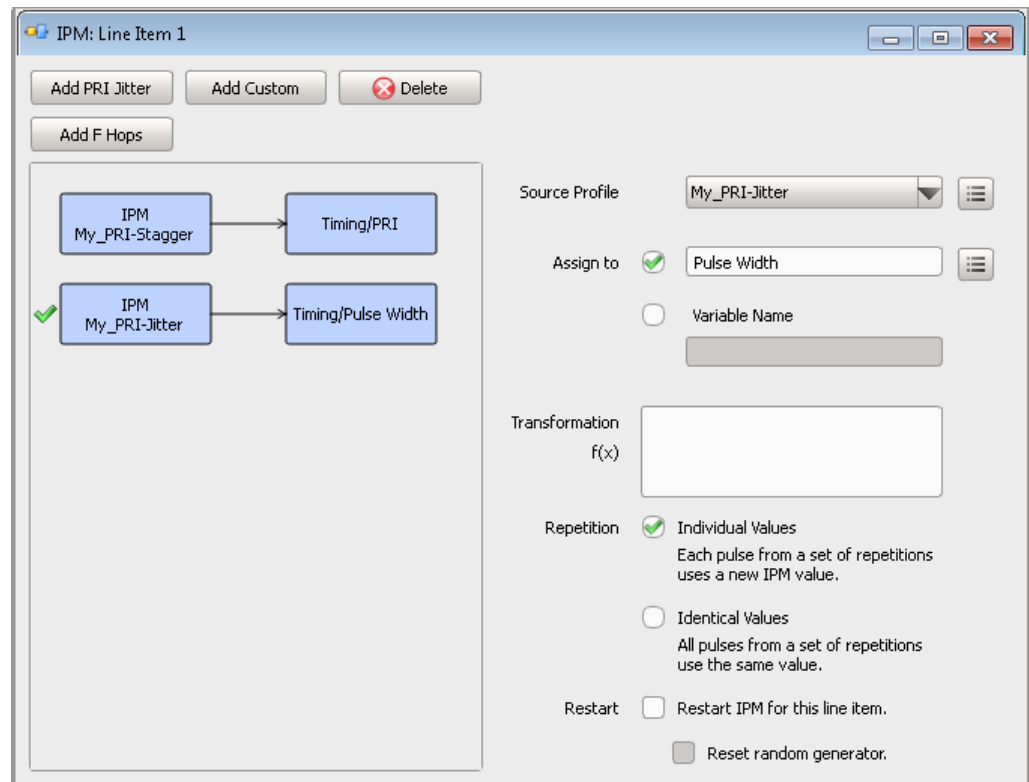 IPM: Line Item 1
Add PRI Jitter
Add Custom
Delete
Add F Hops
IPM
My_PRI-Stagger
Timing/PRI
IPM
My_PRI-Jitter
Timing/Pulse Width
Source Profile
My_PRI-Jitter
Assign to
Pulse Width
Variable Name
Transformation
f(x)
Repetition
Individual Values
Each pulse from a set of repetitions
uses a new IPM value.
Identical Values
All pulses from a set of repetitions
use the same value.
Restart
Restart IPM for this line item.
Reset random generator.